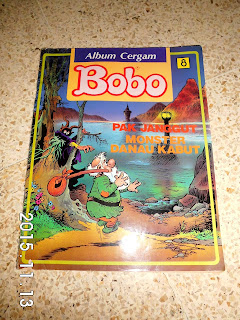 Album Cergam
Bobo
8
PAK JANGGUT
MONSTER
DANAU KABUT
2015 11 13